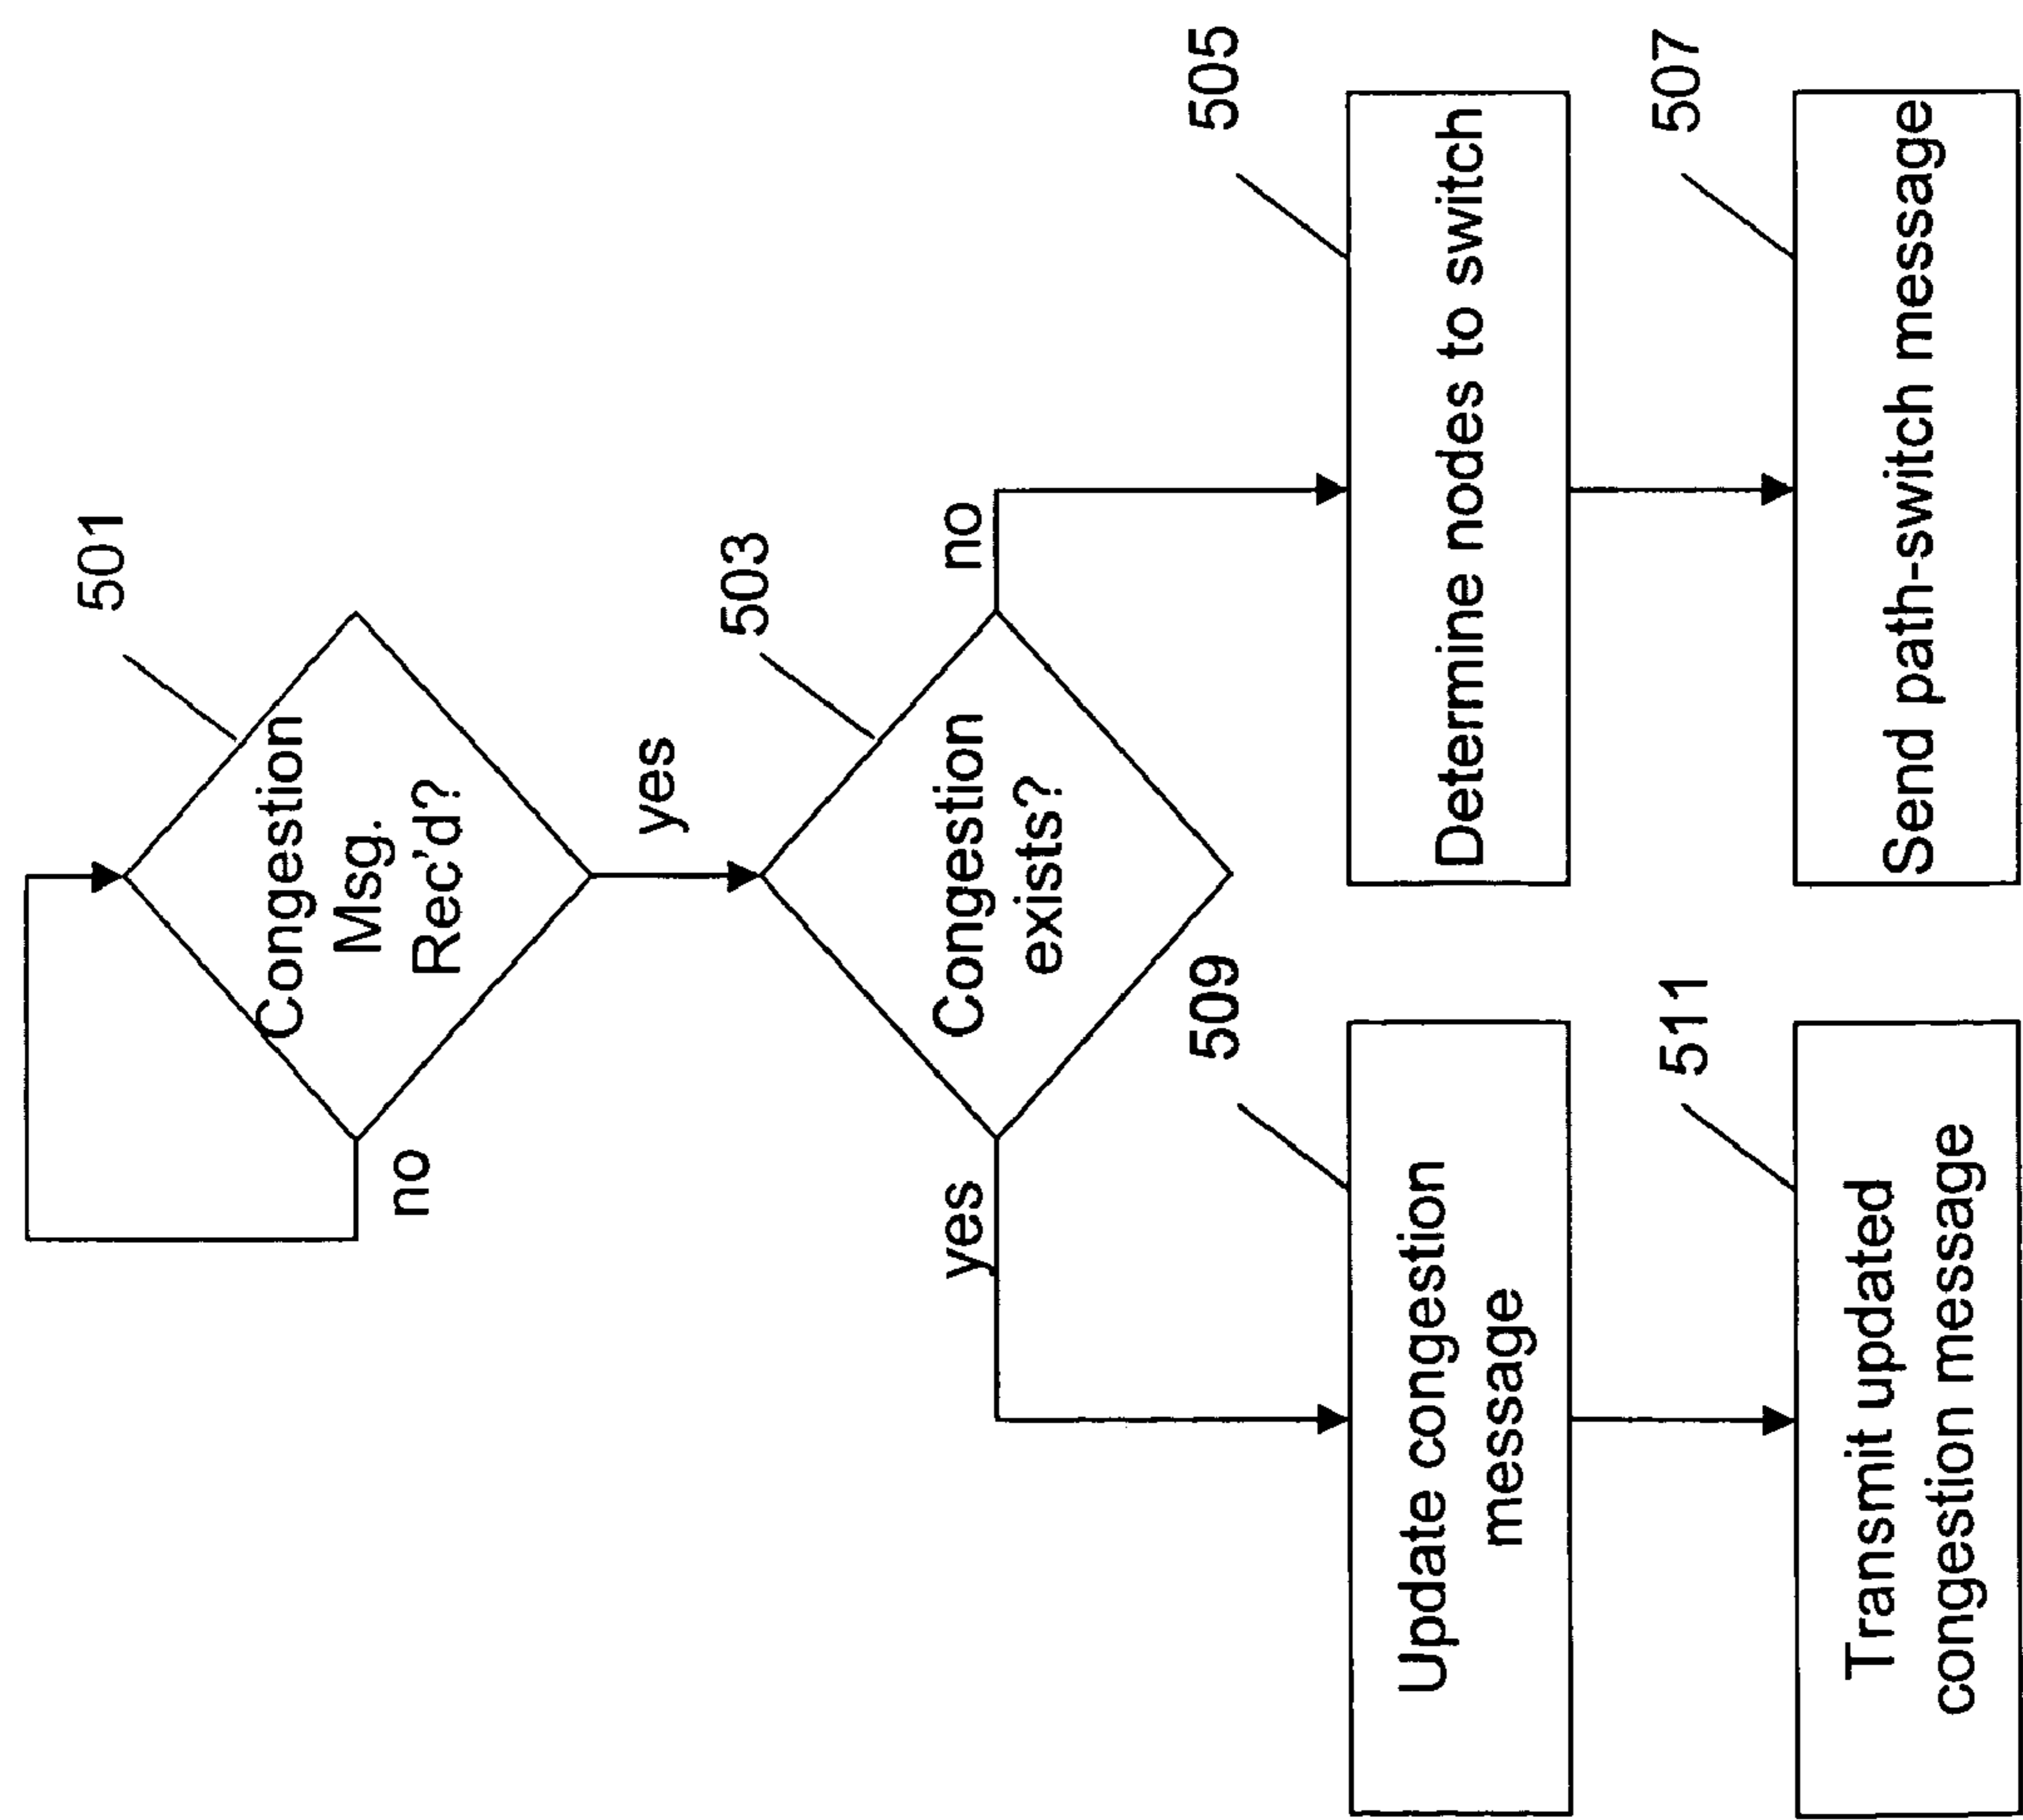 501
Congestion
Msg.
Rec'd?
no
yes
503
Congestion
exists?
yes
no
509
Update congestion
message
505
Determine nodes to switch
511
Transmit updated
congestion message
507
Send path-switch message